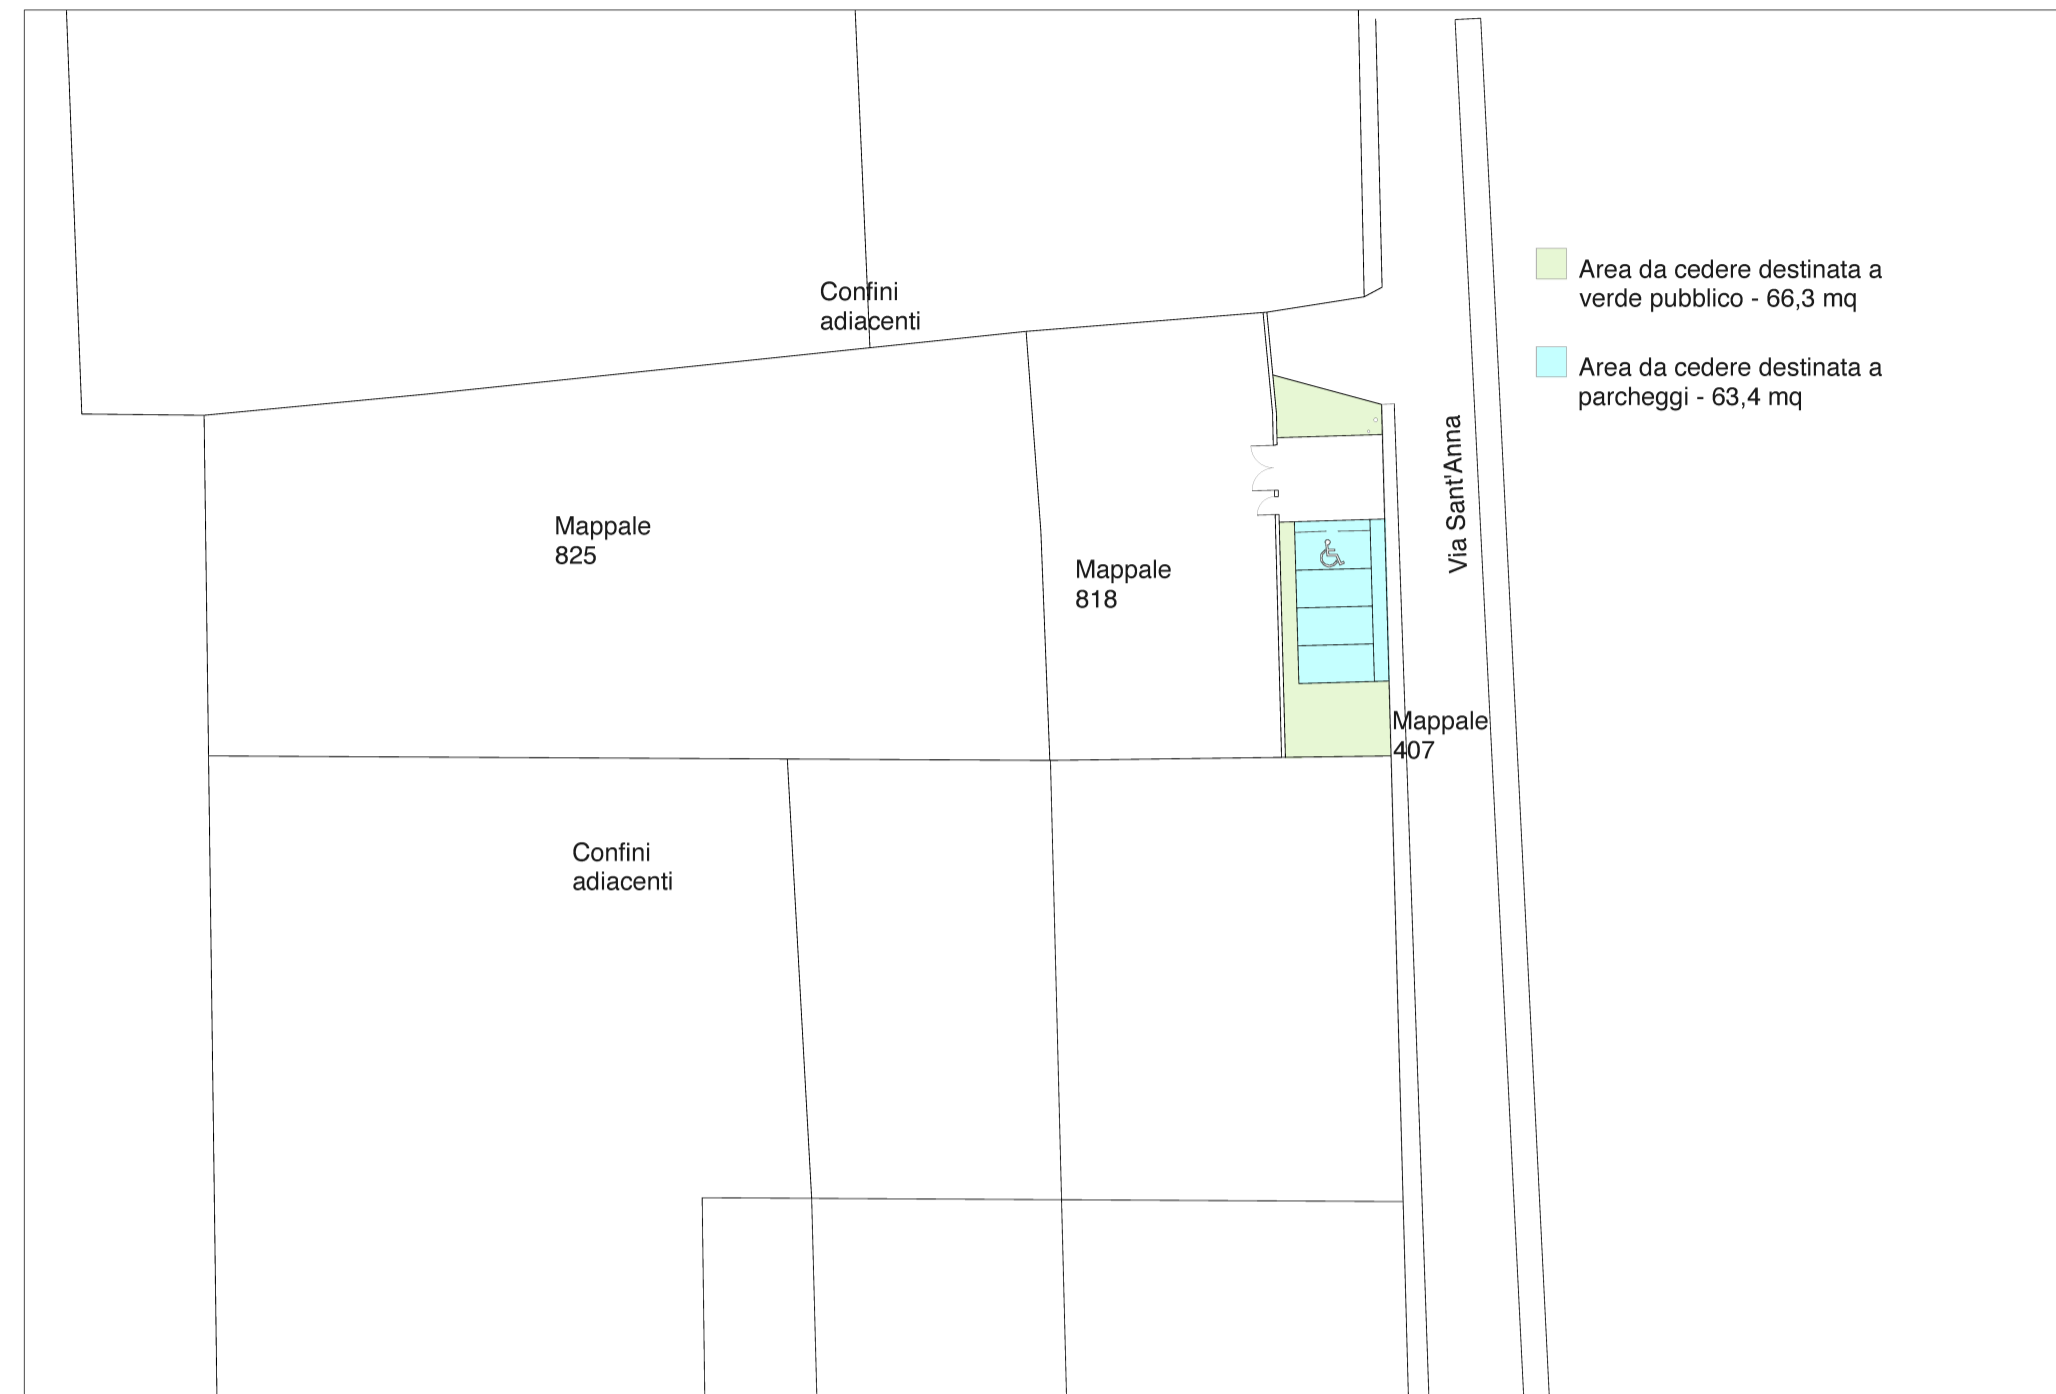 Confini
adiacenti
Area da cedere destinata a
verde pubblico - 66,3 mq
Area da cedere destinata a
parcheggi - 63,4 mq
Via Sant'Anna
Mappale
825
Mappale
818
Mappale
407
Confini
adiacenti